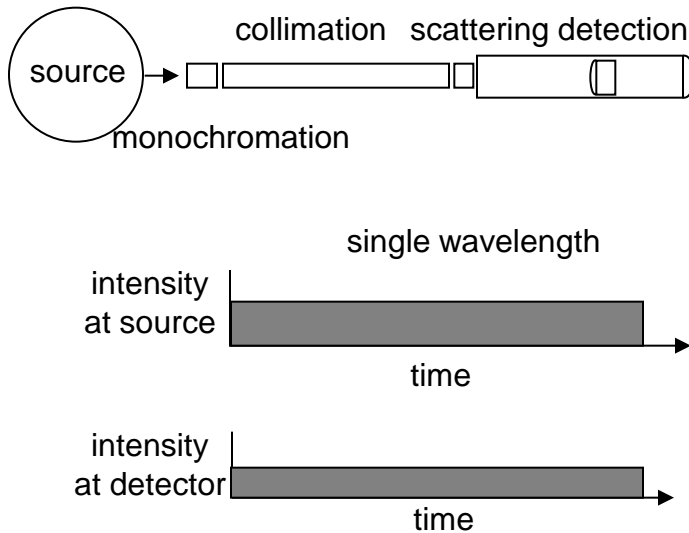 collimation scattering detection
source
monochromation
single wavelength
intensity
at source
time
intensity
at detector
time